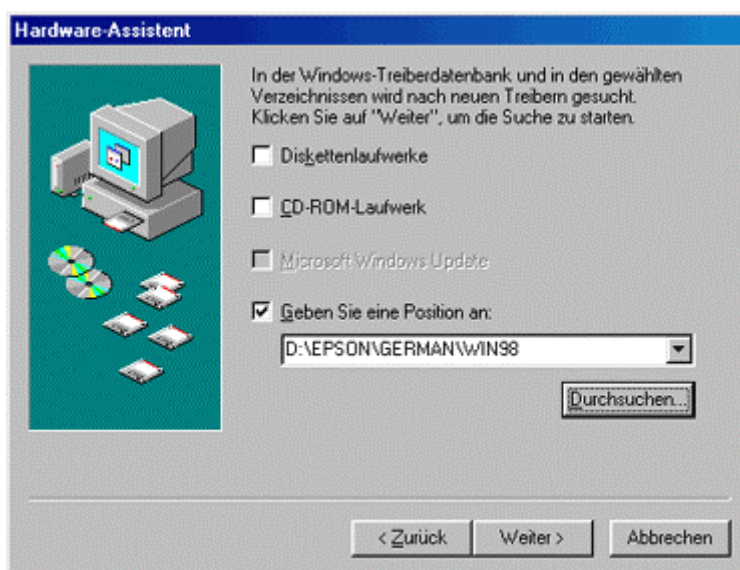 Hardware-Assistent
In der Windows-Treiberdatenbank und in den gewählten
Verzeichnissen wird nach neuen Treibern gesucht.
Klicken Sie auf "Weiter", um die Suche zu starten.
Diskettenlaufwerke
CD-ROM-Laufwerk
Microsoft Windows Update
Geben Sie eine Position an:
D:\EPSON\GERMAN\WIN98
Durchsuchen...
< Zurück Weiter > Abbrechen